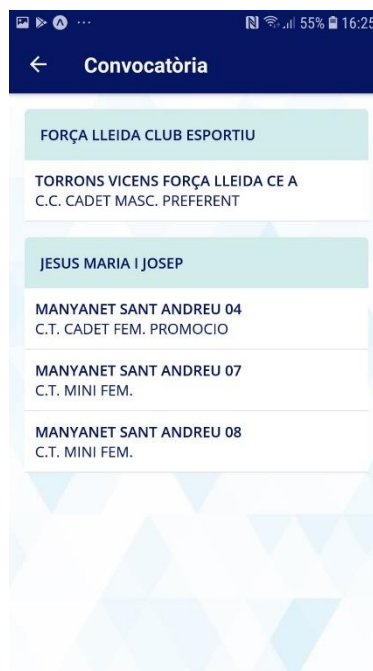 55% 16:25
Convocatòria
FORÇA LLEIDA CLUB ESPORTIU
TORRONS VICENS FORÇA LLEIDA CE A
C.C. CADET MASC. PREFERENT
JESUS MARIA I JOSEP
MANYANET SANT ANDREU 04
C.T. CADET FEM. PROMOCIO
MANYANET SANT ANDREU 07
C.T. MINI FEM.
MANYANET SANT ANDREU 08
C.T. MINI FEM.